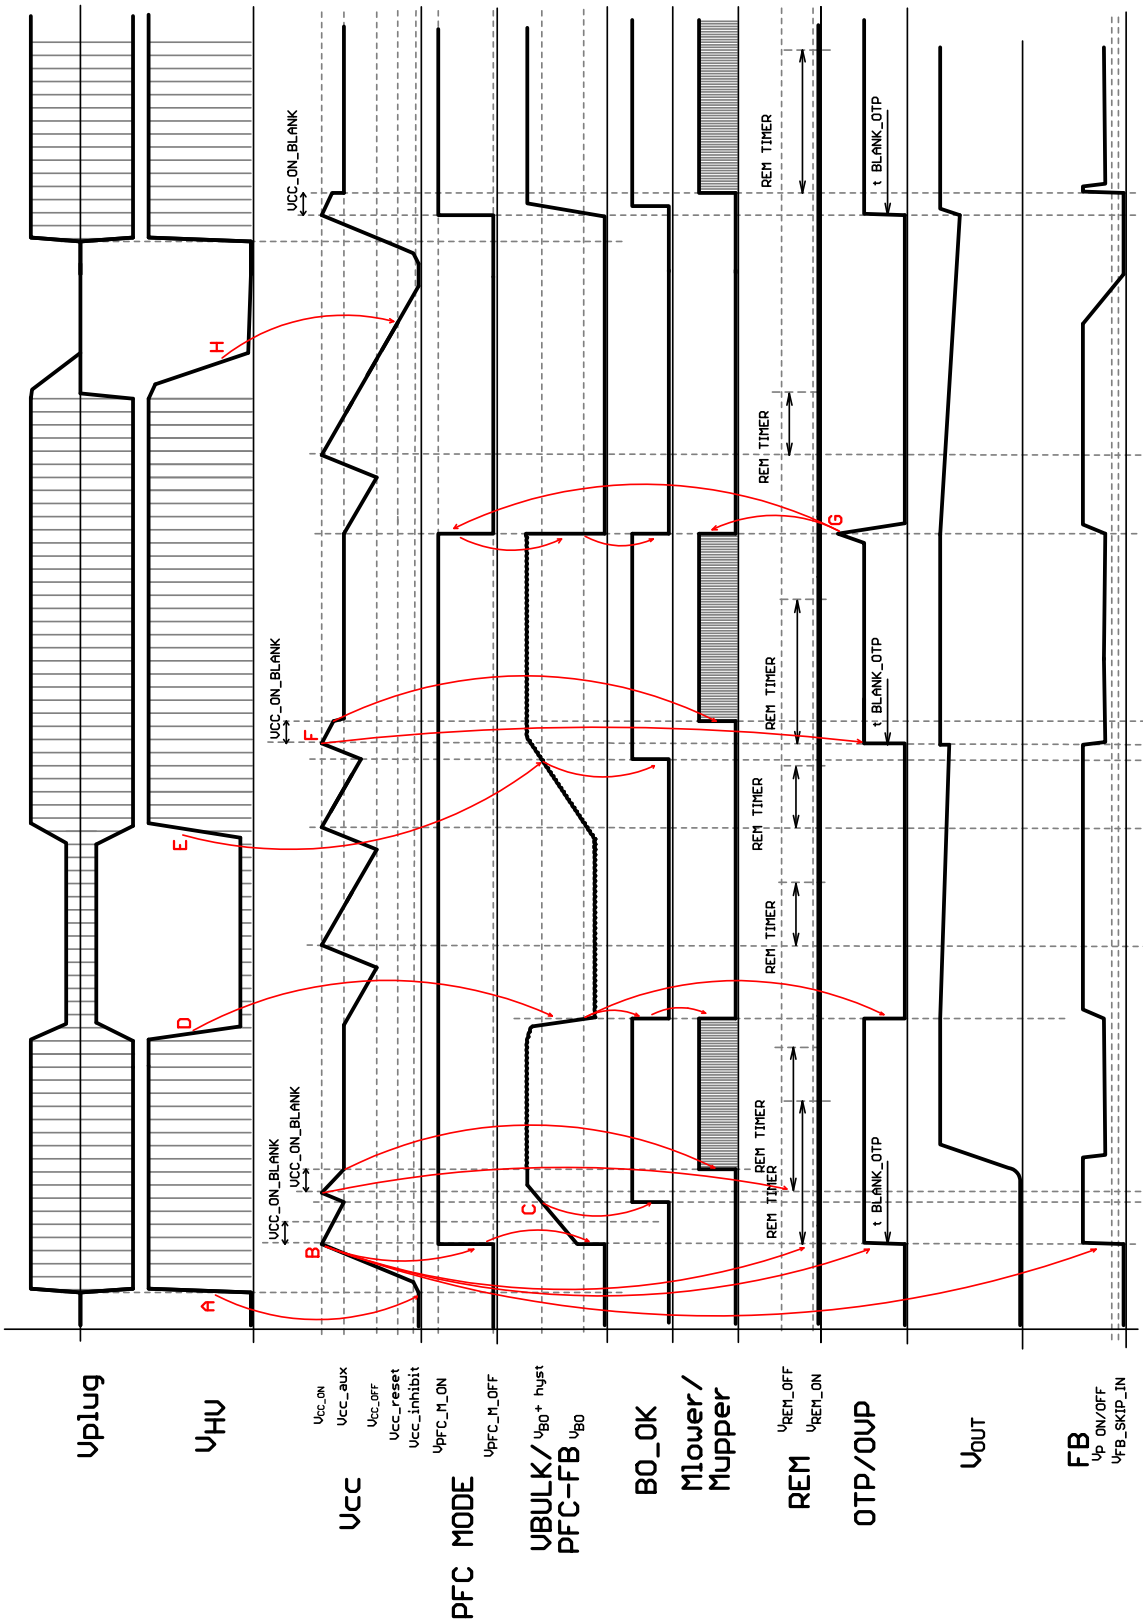 Vplug
VHV
A
D
E
H
VCC_ON_BLANK
VCC_ON_BLANK
VCC_ON_BLANK
VCC_ON_BLANK
B
F
VCC_ON
Vcc_aux
VCC_OFF
Vcc
Vcc_reset
Vcc_inhibit
VPFC_M_ON
PFC MODE
VPFC_M_OFF
C
VBULK/ VBO+ hyst
PFC-FB VBO
BO_OK
Mlower/
Mupper
REM TIMER
REM TIMER
REM TIMER
REM TIMER
REM TIMER
REM TIMER
REM TIMER
VREM_OFF
REM
VREM_ON
G
OTP/OVP
t BLANK_OTP
t BLANK_OTP
t BLANK_OTP
VOUT
FB
VP ON/OFF
VFB_SKIP_IN